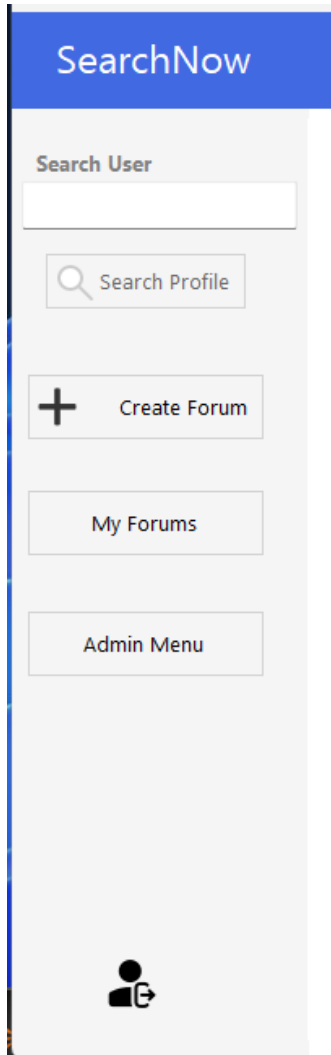 SearchNow
Search User
Search Profile
Create Forum
My Forums
Admin Menu